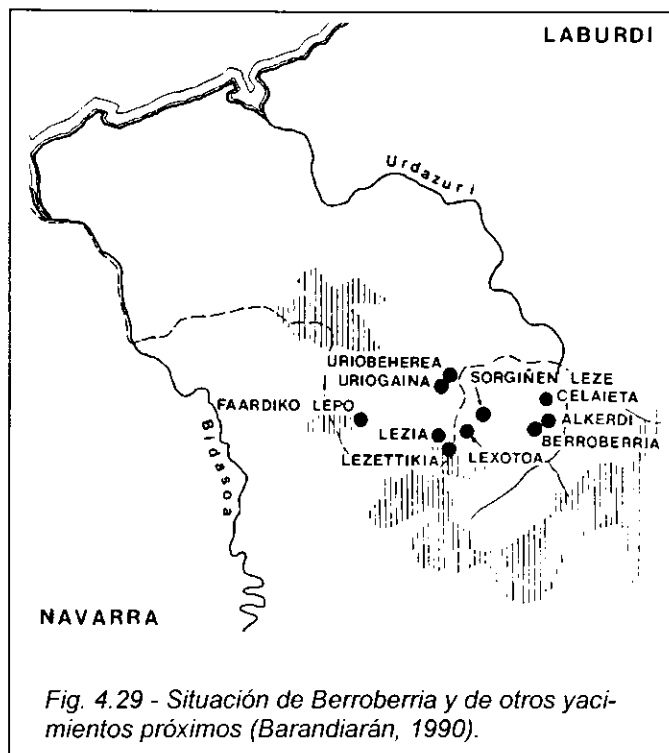 LABURDI
Urdazuri
URIOBEHEREA
URIOGAINA
SORGIÑEN LEZE
CELAIETA
FAARDIKO LEPO
ALKERDI
LEZIA
BERROBERRIA
LEZETTIKIA
LEXOTOA
Bidasoa
NAVARRA
Fig. 4.29 - Situación de Berroberria y de otros yaci-
mientos próximos (Barandiarán, 1990).